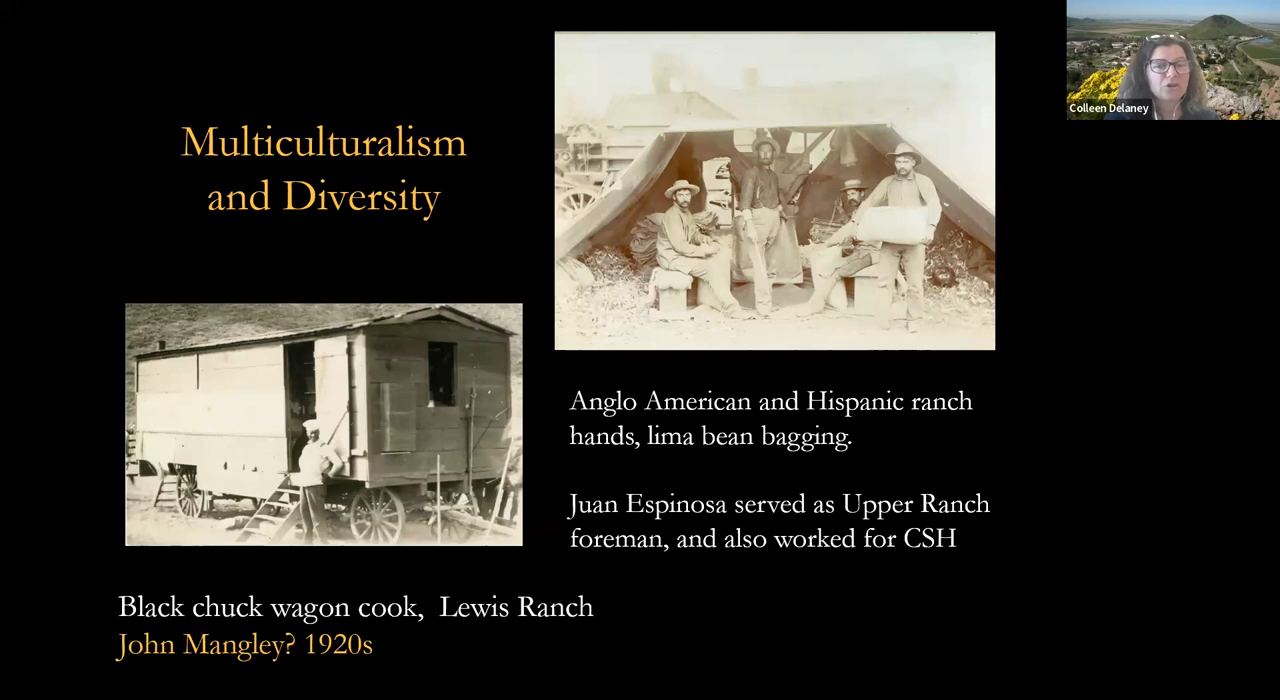 Multiculturalism
and Diversity
Colleen Delaney
Anglo American and Hispanic ranch
hands, lima bean bagging.
Juan Espinosa served as Upper Ranch
foreman, and also worked for CSH
Black chuck wagon cook,  Lewis Ranch
John Mangley? 1920s